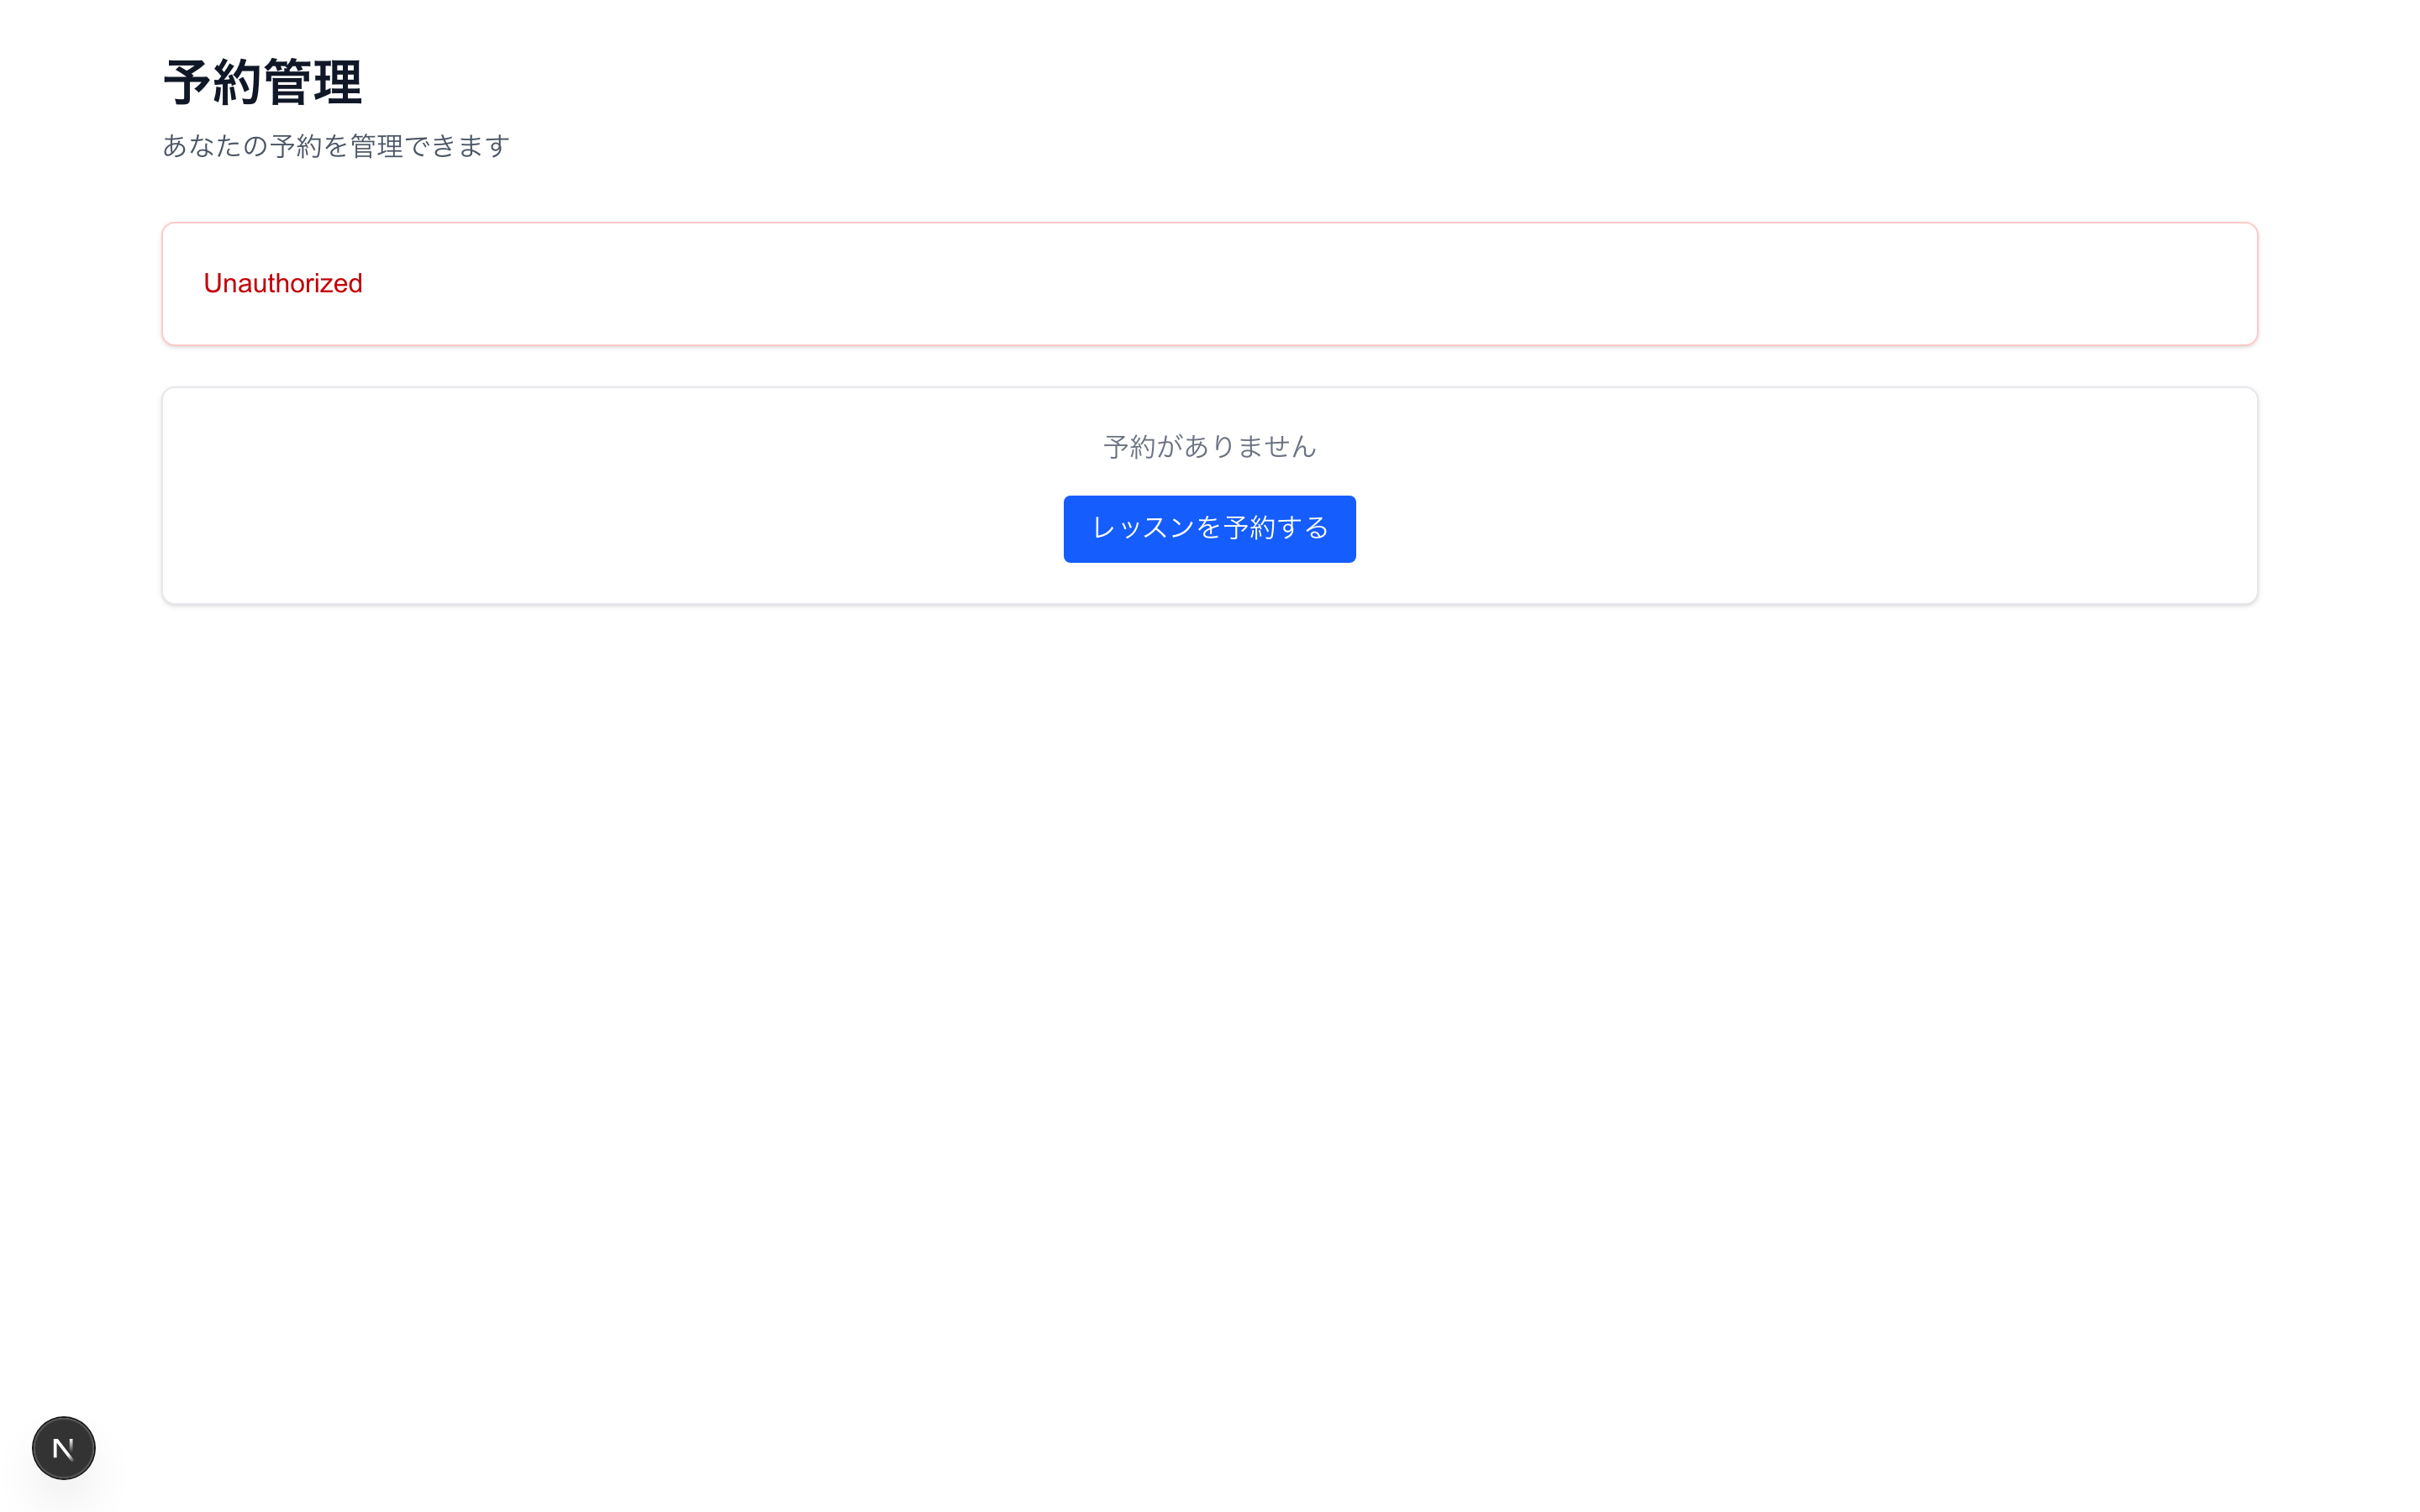 予約管理
あなたの予約を管理できます
Unauthorized
予約がありません
レッスンを予約する
N